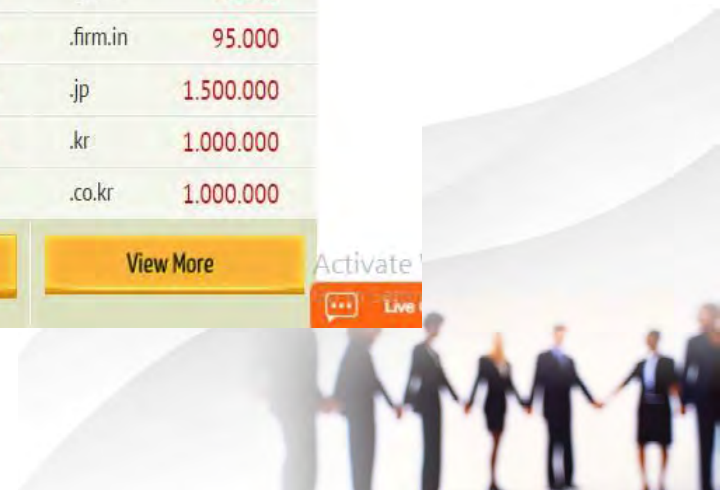 .firm.in 95.000
.jp 1.500.000
.kr 1.000.000
.co.kr 1.000.000
View More
Activate
Live